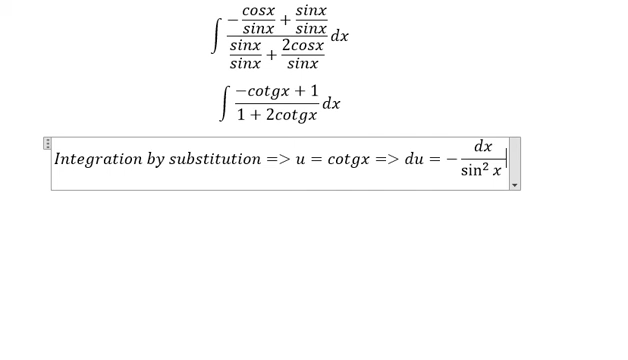 ∫ (−cosx/sinx + sinx/sinx)/(sinx/sinx + 2cosx/sinx) dx
∫ (−cotgx + 1)/(1 + 2cotgx) dx
Integration by substitution => u = cotgx => du = − dx/sin² x